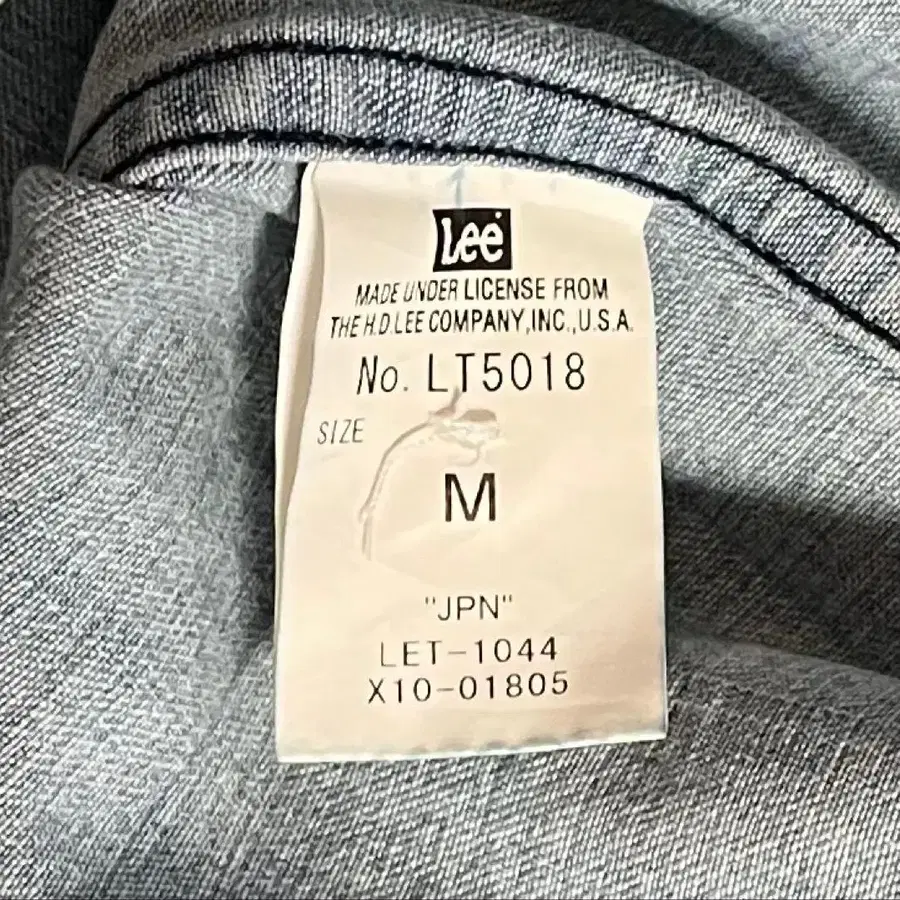 Lee
MADE UNDER LICENSE FROM
THE H.D.LEE COMPANY,INC.,U.S.A.
No. LT5018
SIZE
M
"JPN"
LET-1044
X10-01805